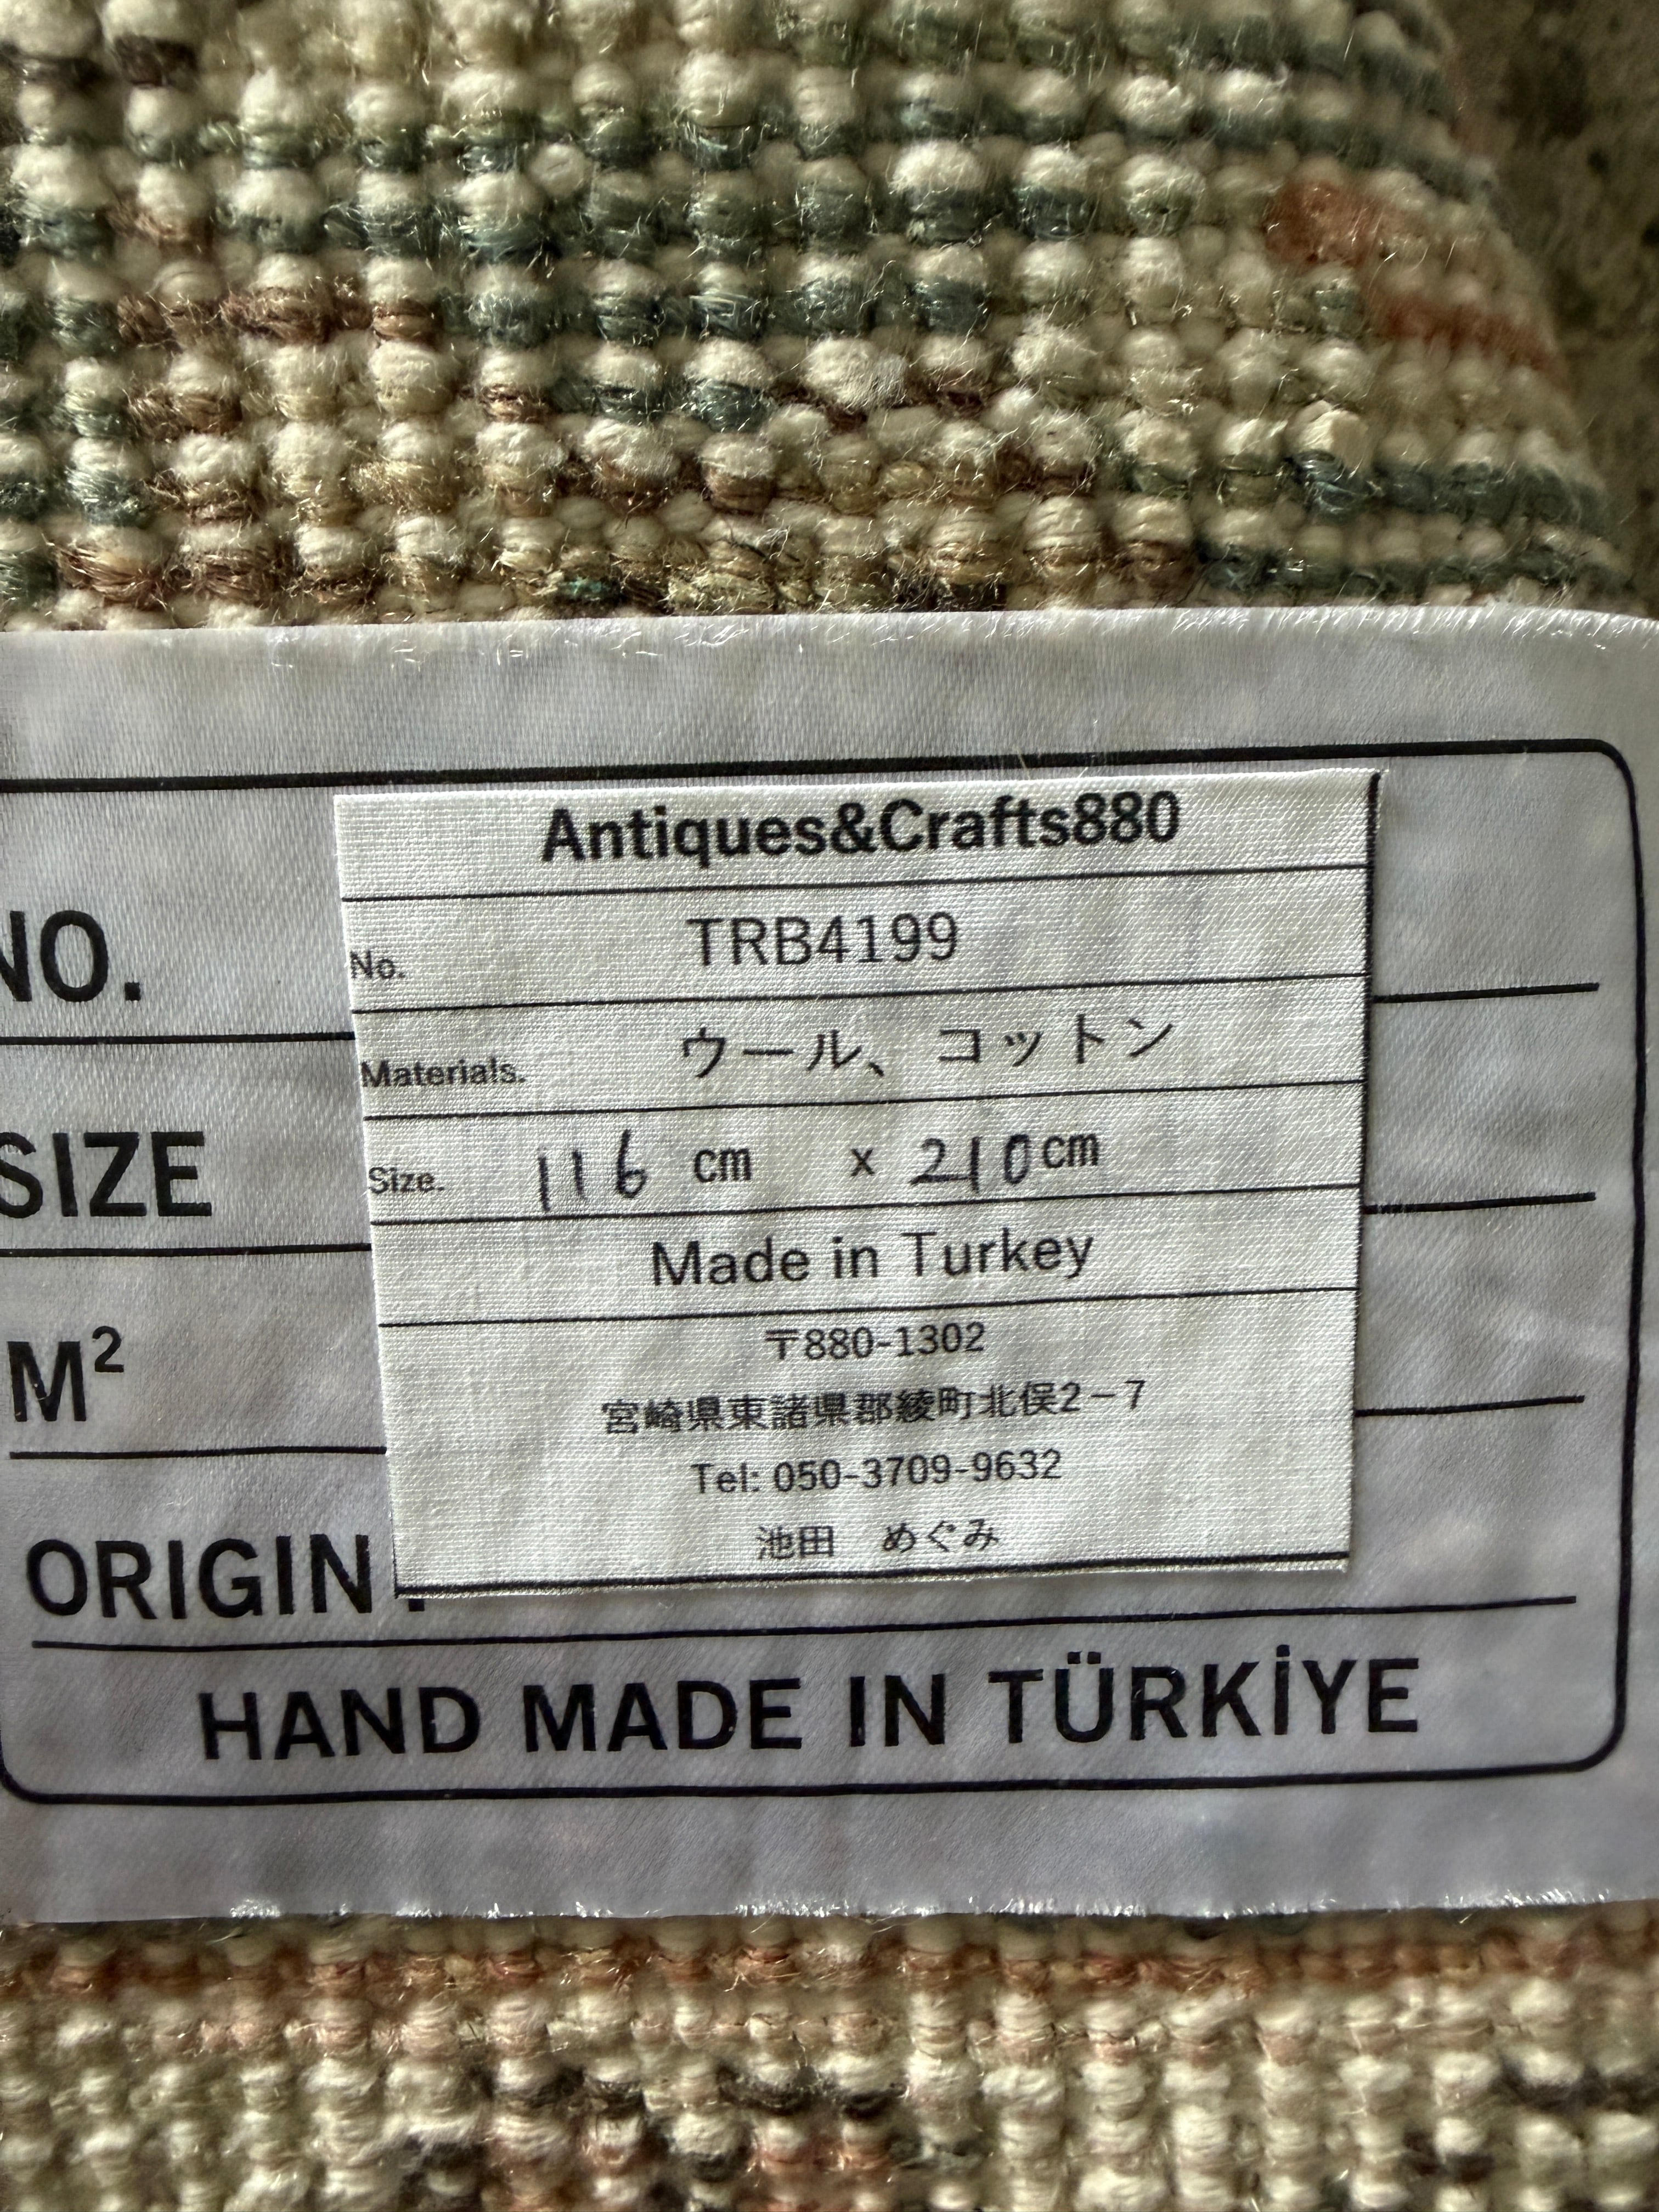 Antiques&Crafts880
NO.
No. TRB4199
Materials. ウール、コットン
SIZE
Size. 116 cm x 210cm
Made in Turkey
M²
〒880-1302
宮崎県東諸県郡綾町北俣2－7
Tel: 050-3709-9632
池田 めぐみ
ORIGIN :
HAND MADE IN TÜRKİYE